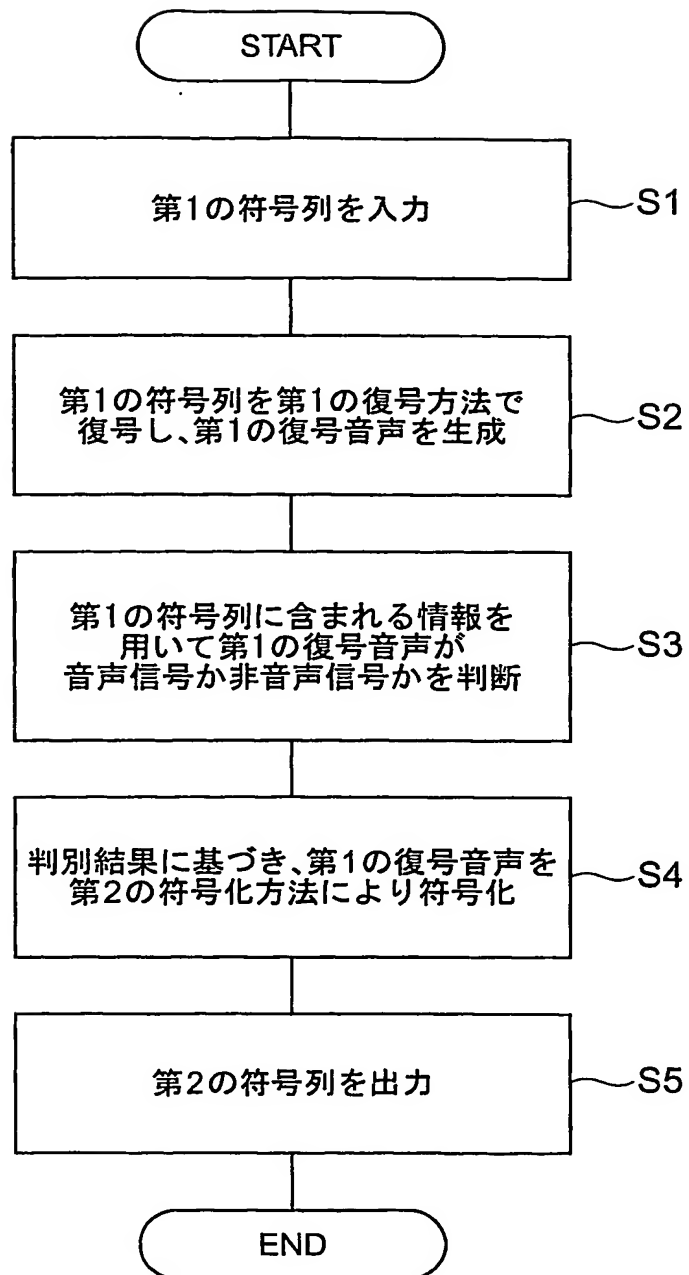 START
第1の符号列を入力
S1
第1の符号列を第1の復号方法で
復号し、第1の復号音声を生成
S2
第1の符号列に含まれる情報を
用いて第1の復号音声が
音声信号か非音声信号かを判断
S3
判別結果に基づき、第1の復号音声を
第2の符号化方法により符号化
S4
第2の符号列を出力
S5
END